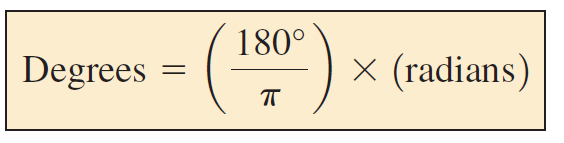 Degrees = (180° / π) × (radians)